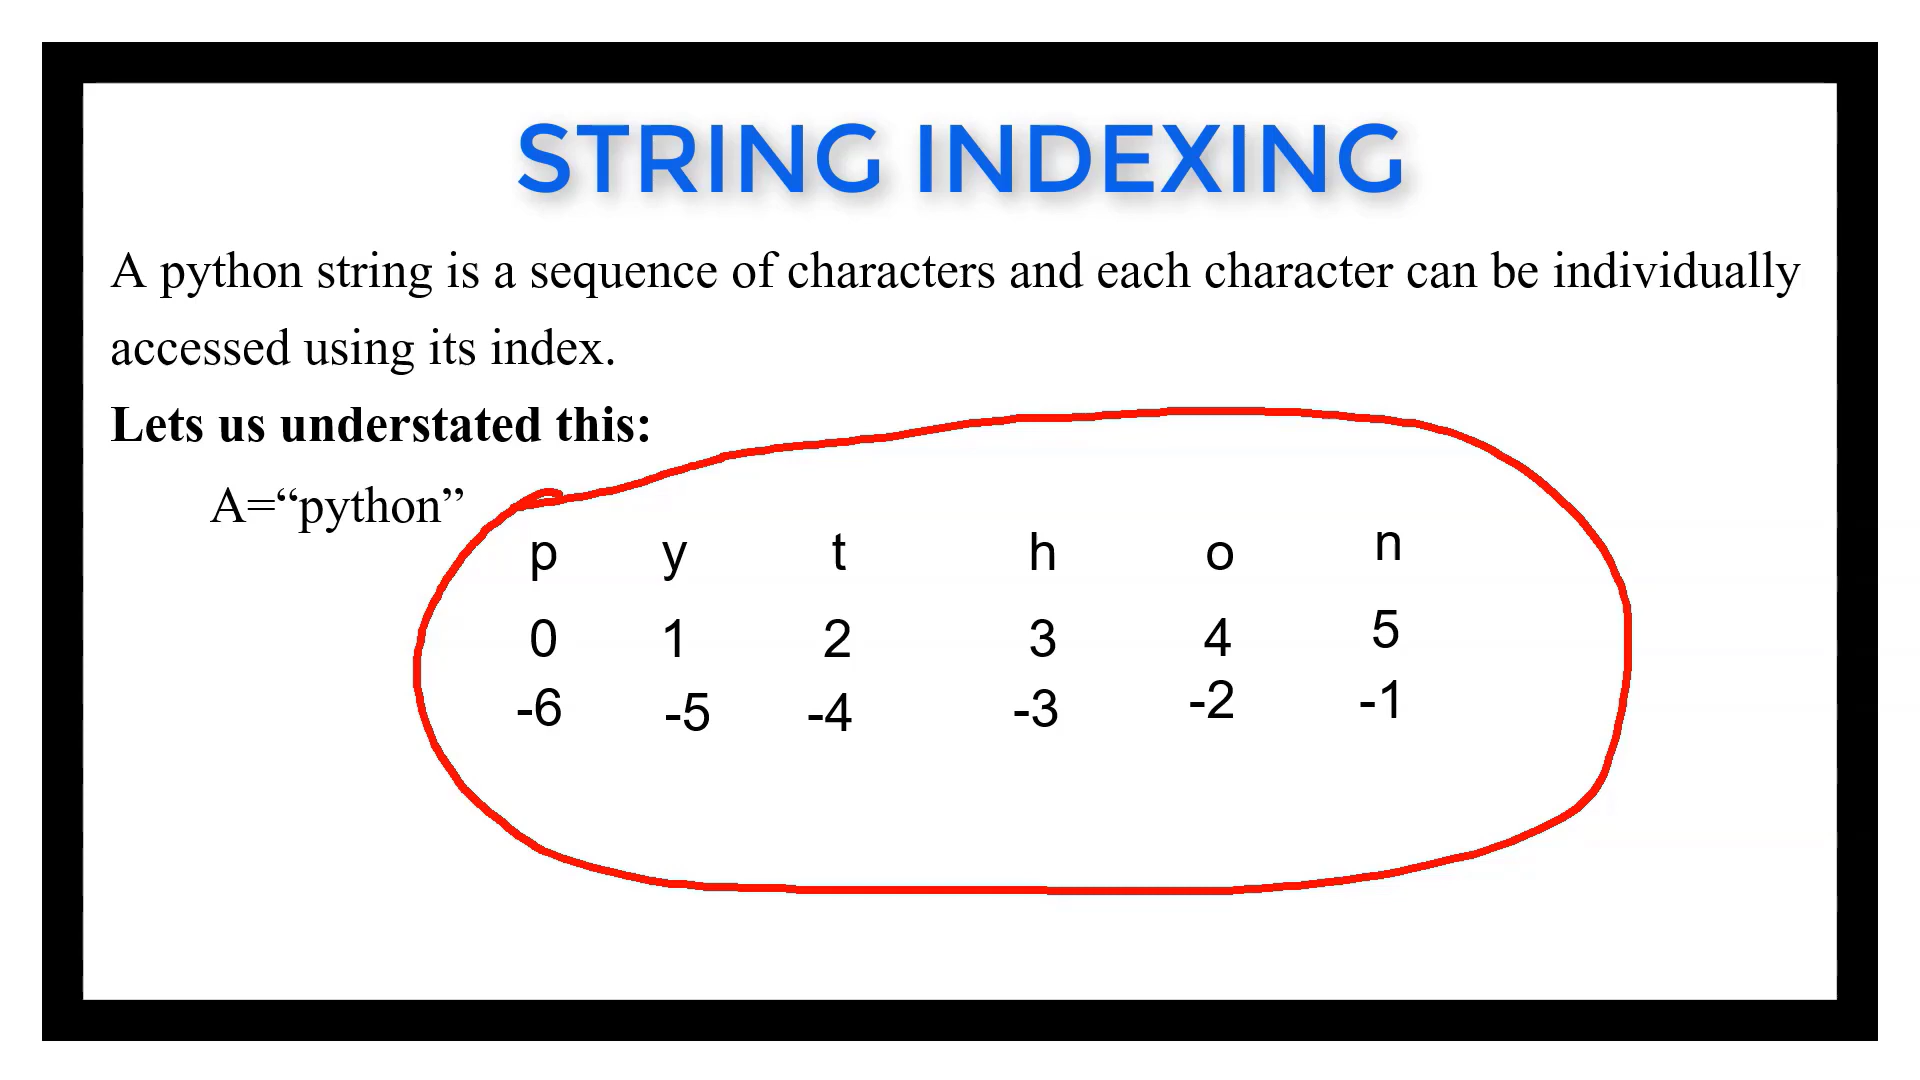 STRING INDEXING
A python string is a sequence of characters and each character can be individually
accessed using its index.
Lets us understated this:
A=“python”
p y t h o n
0 1 2 3 4 5
-6 -5 -4 -3 -2 -1